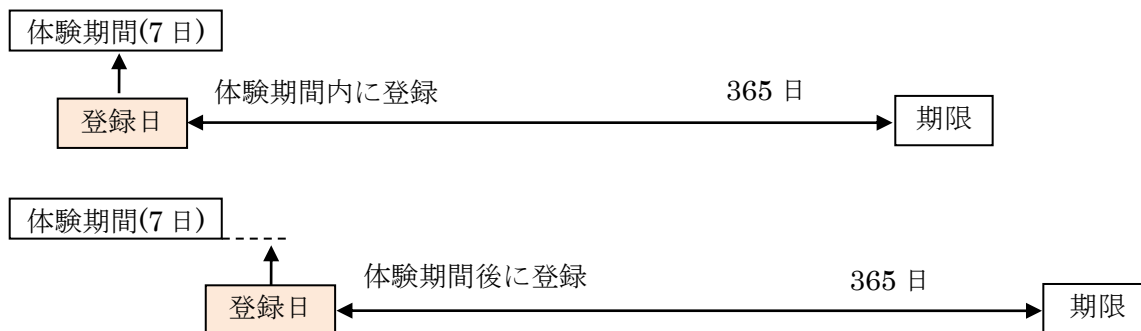 体験期間(7 日)
体験期間内に登録
365 日
登録日
期限
体験期間(7 日)
体験期間後に登録
365 日
登録日
期限